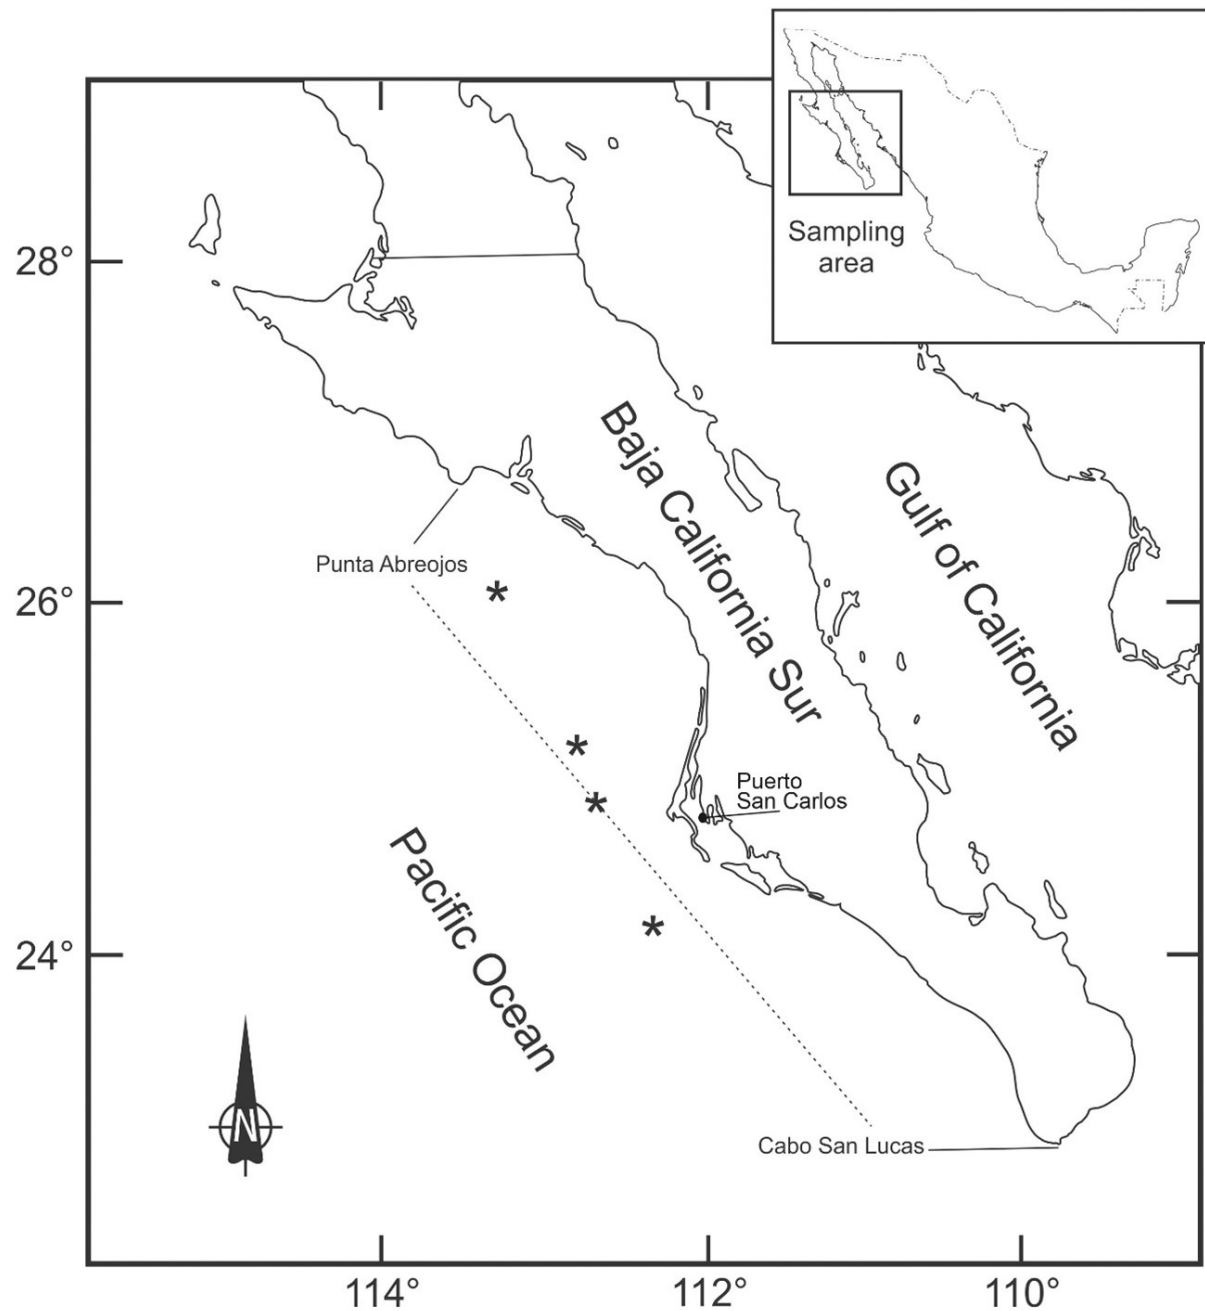 Sampling
area
28°
Baja California Sur
Gulf of California
Punta Abreojos
26°
Puerto
San Carlos
Pacific Ocean
24°
N
Cabo San Lucas
114°
112°
110°